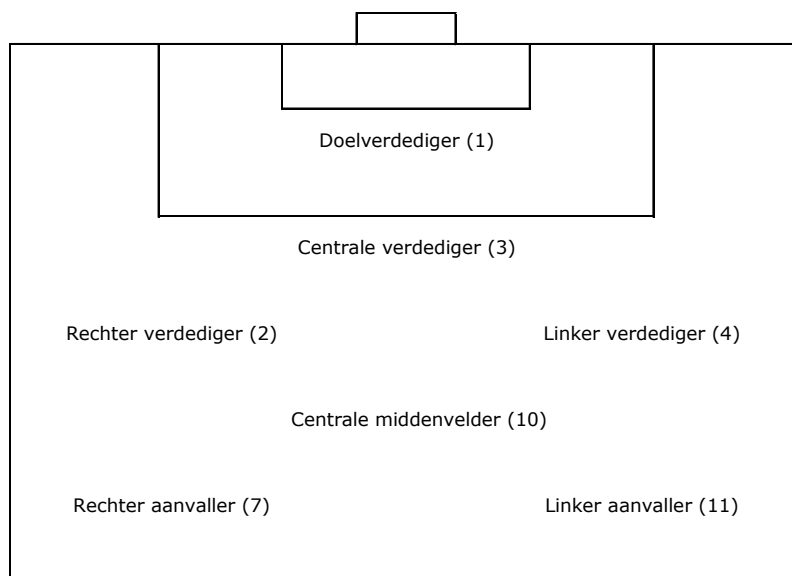 Doelverdediger (1)
Centrale verdediger (3)
Rechter verdediger (2)
Linker verdediger (4)
Centrale middenvelder (10)
Rechter aanvaller (7)
Linker aanvaller (11)